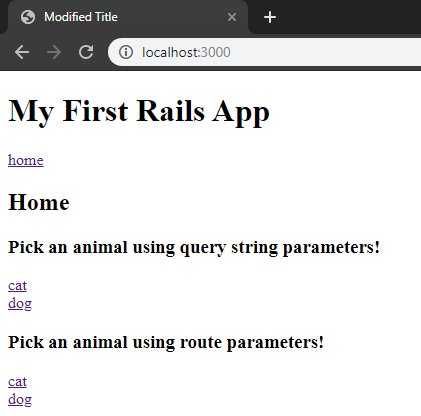 Modified Title
localhost:3000
My First Rails App
home
Home
Pick an animal using query string parameters!
cat
dog
Pick an animal using route parameters!
cat
dog